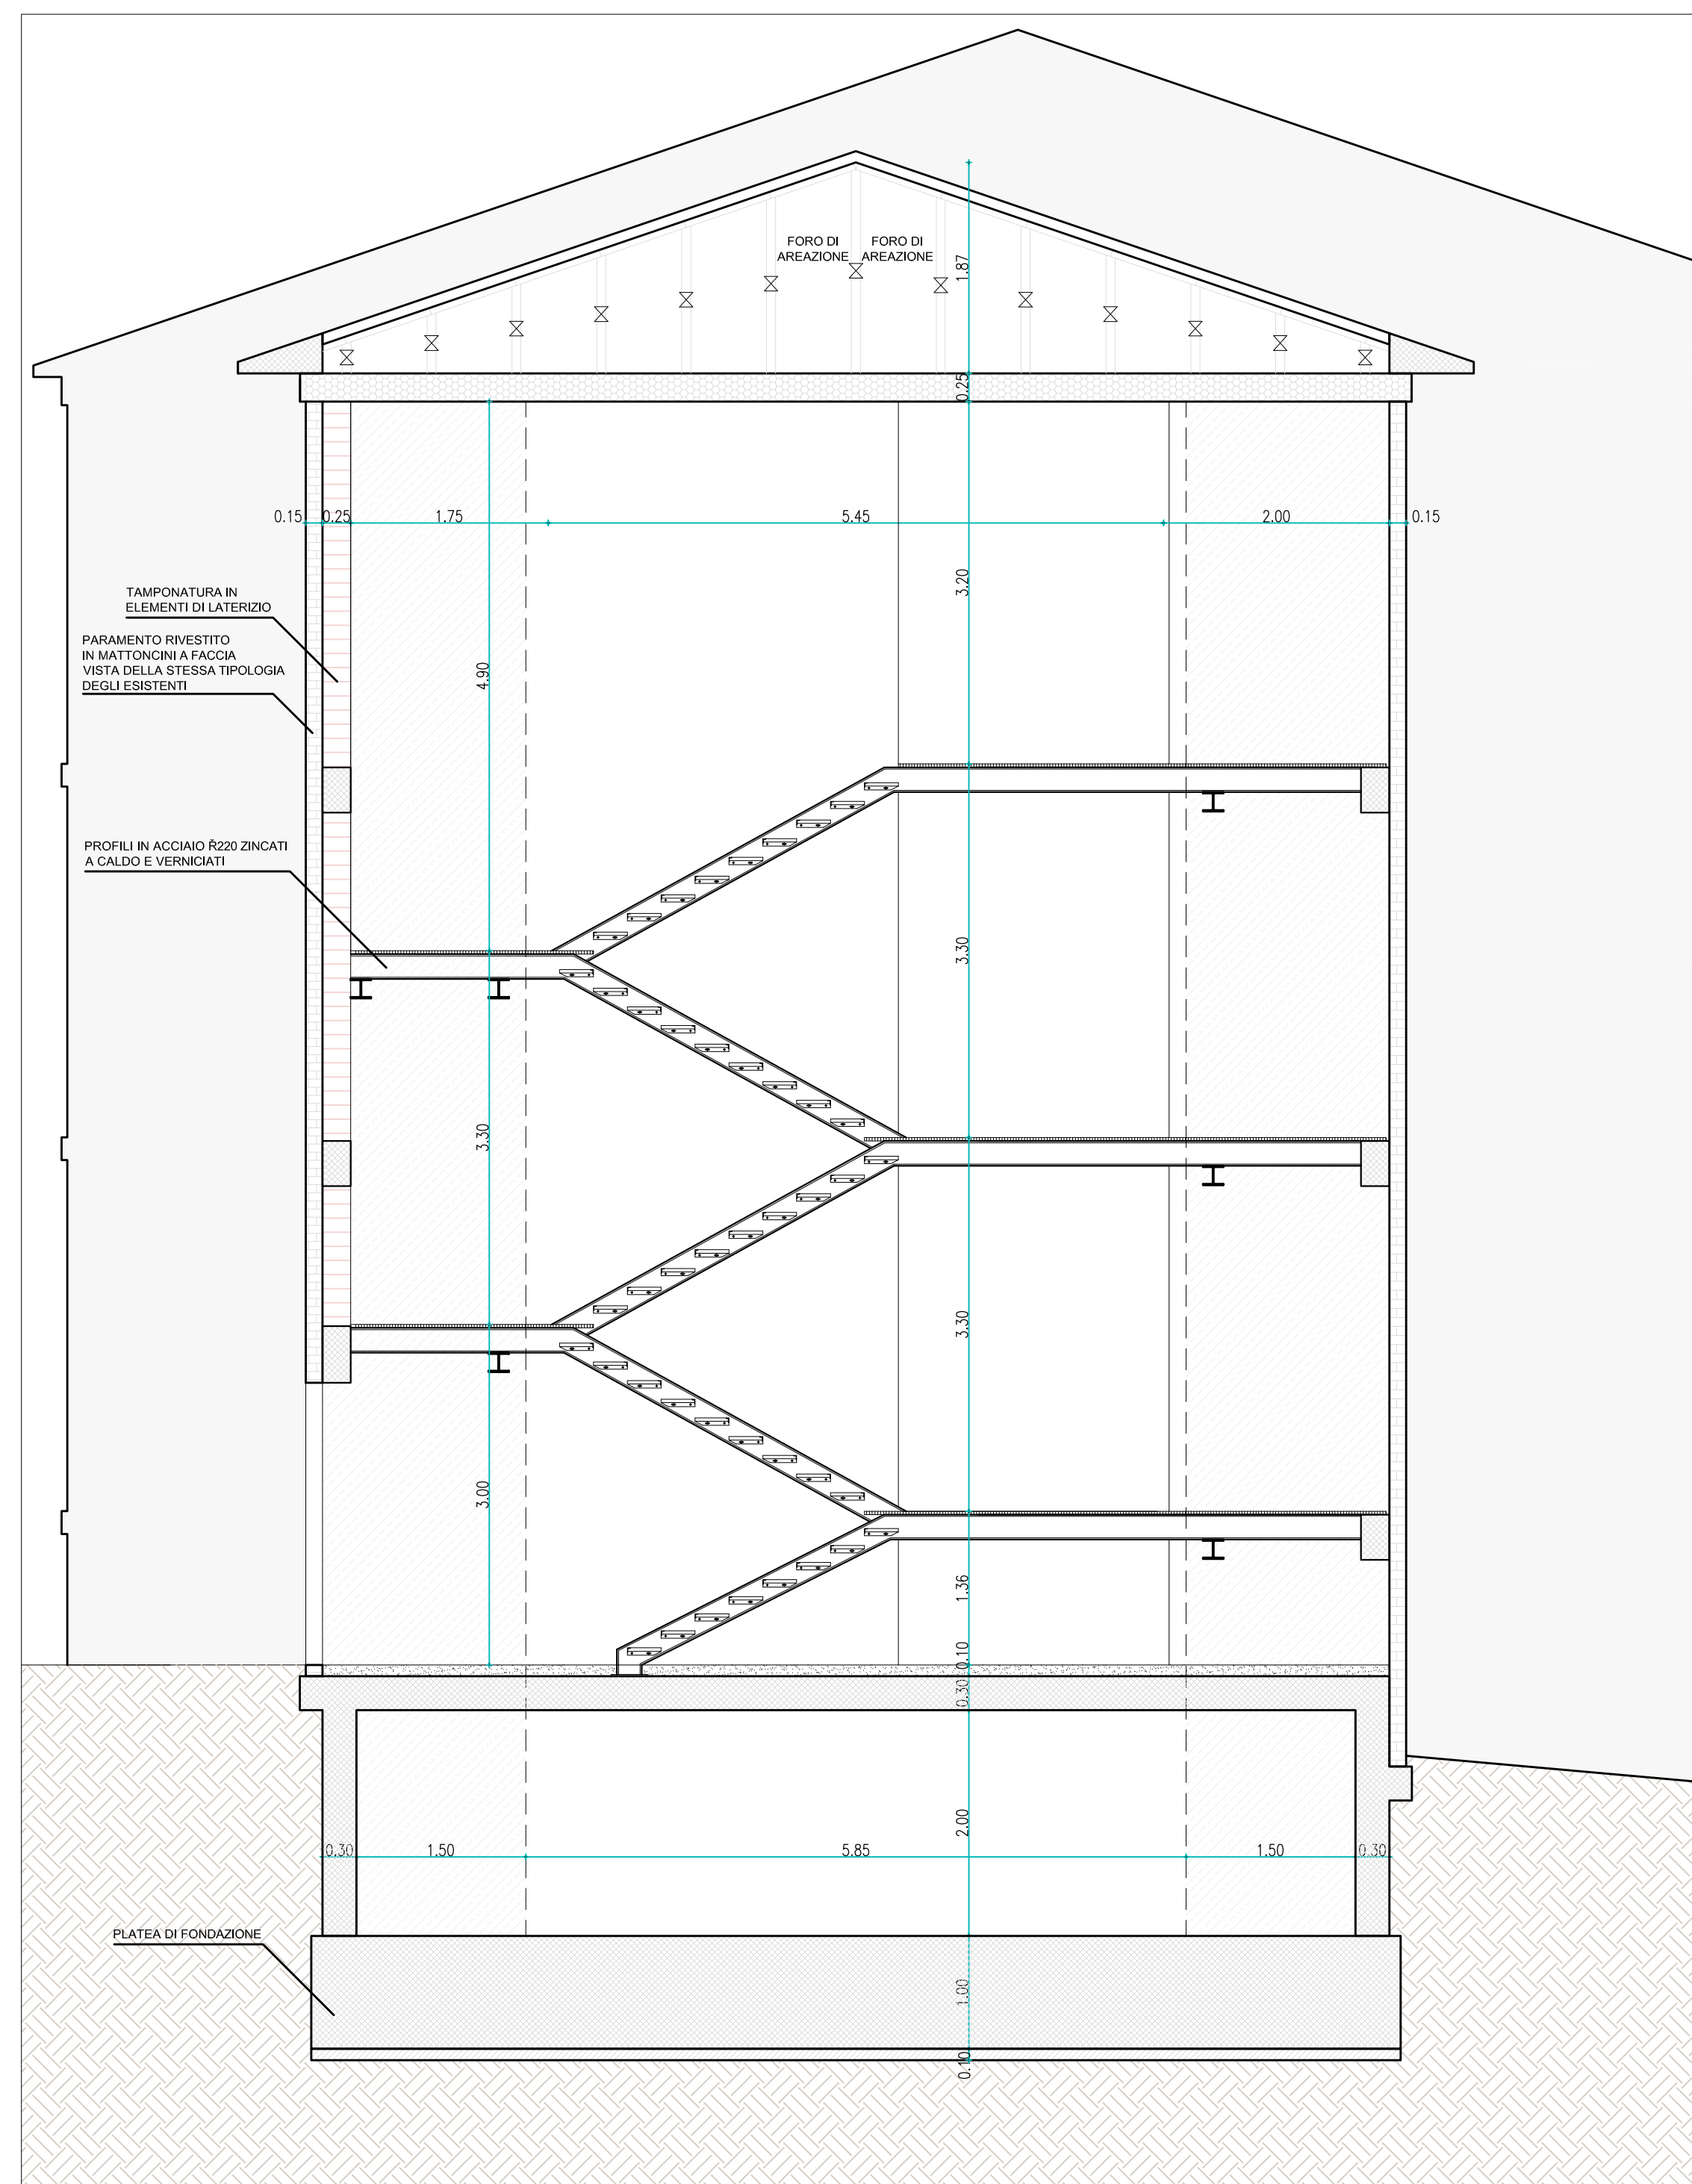 FORO DI
AREAZIONE
FORO DI
AREAZIONE
1.87
0.25
0.15
0.25
1.75
5.45
2.00
0.15
3.20
TAMPONATURA IN
ELEMENTI DI LATERIZIO
PARAMENTO RIVESTITO
IN MATTONCINI A FACCIA
VISTA DELLA STESSA TIPOLOGIA
DEGLI ESISTENTI
4.90
PROFILI IN ACCIAIO Ř220 ZINCATI
A CALDO E VERNICIATI
3.30
3.30
3.30
3.00
1.36
0.10
0.30
2.00
0.30
1.50
5.85
1.50
0.30
PLATEA DI FONDAZIONE
1.00
0.10